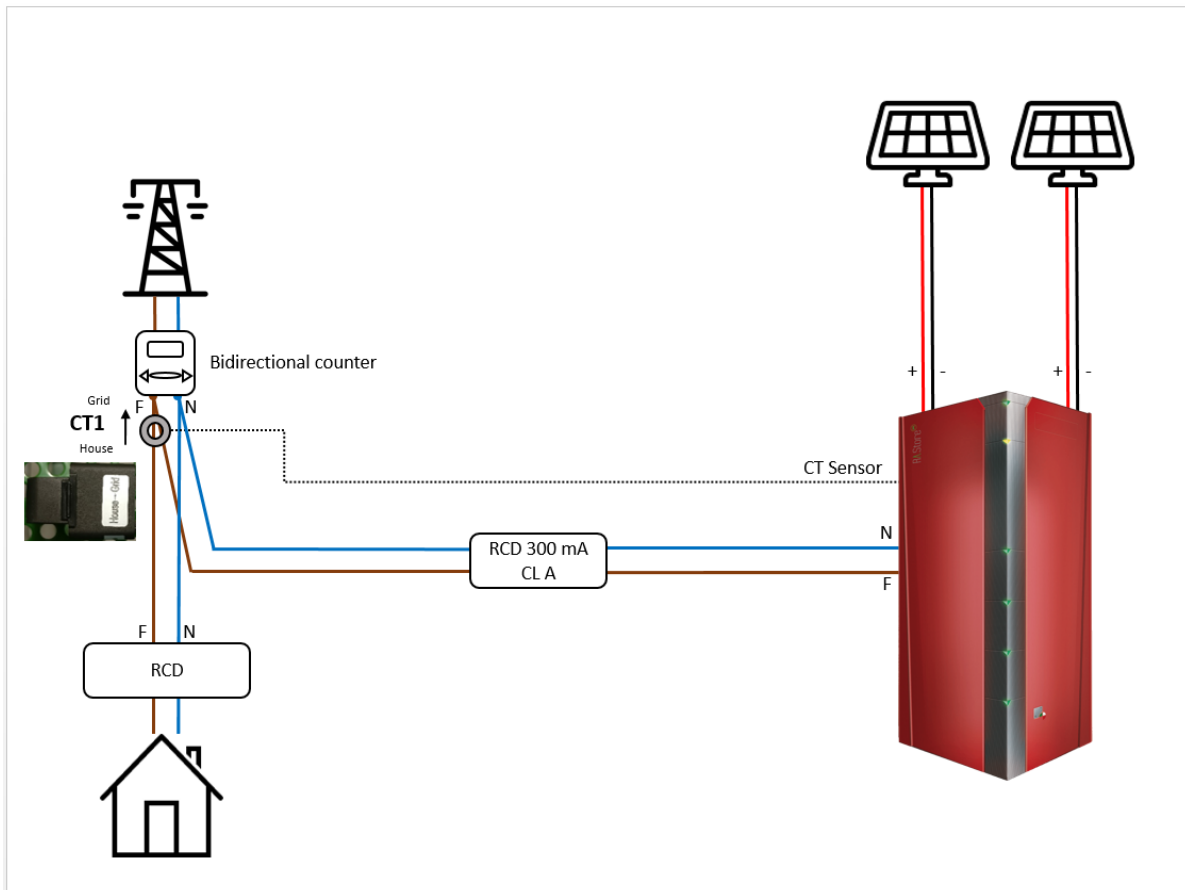 Bidirectional counter
Grid
F
N
CT1
House
House→Grid
CT Sensor
+
-
+
-
RCD 300 mA
CL A
N
F
F
N
RCD